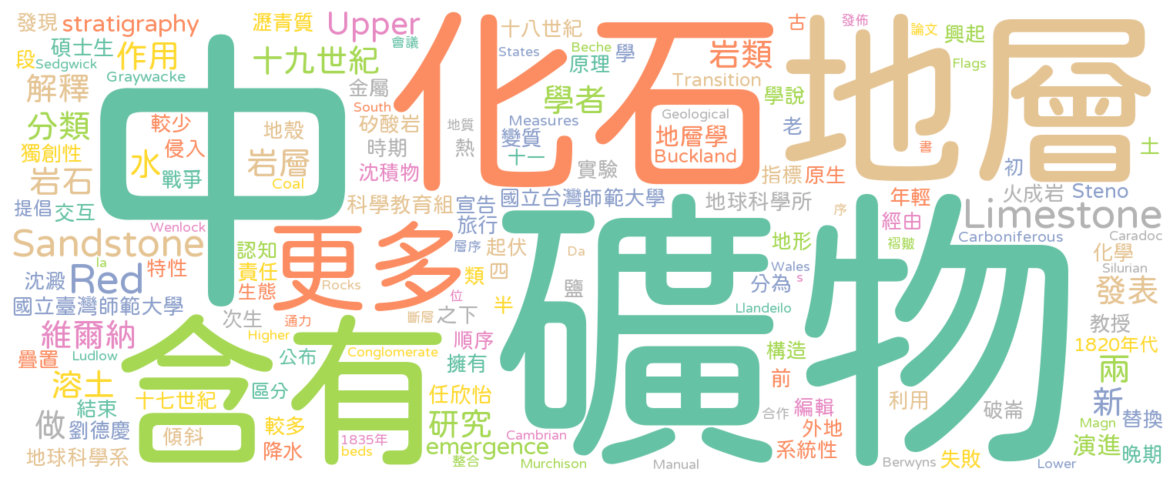 發現
stratigraphy
瀝青質
Upper
十八世紀
古
發佈
論文
興起
地層
碩士生
作用
會議
States
Beche
學
段
Sedgwick
Graywacke
十九世紀
化石
原理
岩類
Flags
中
金屬
Transition
解釋
South
學者
學說
分類
較少
地殼
矽酸岩
地質
Measures
Geological
老
侵入
時期
熱
變質
地層學
書
土
獨創性
水
岩層
沈積物
十一
Buckland
初
戰爭
實驗
指標
原生
岩石
Coal
國立台灣師範大學
年輕
火成岩
Steno
提倡
交互
科學教育組
宣告
地球科學所
序
經由
Limestone
Wenlock
更多
旅行
礦物
褶皺
Caradoc
Sandstone
認知
層序
起伏
Da
地形
Carboniferous
化學
la
責任
類
四
Wales
Silurian
沈澱
Red
特性
生態
Rocks
分為
s
發表
國立臺灣師範大學
位
半
鹽
Llandeilo
次生
通力
斷層
之下
教授
維爾納
含有
Higher
順序
1820年代
疊置
Ludlow
公布
Conglomerate
擁有
構造
兩
溶土
區分
任欣怡
前
十七世紀
利用
新
結束
編輯
破崙
替換
做
劉德慶
傾斜
較多
研究
合作
外地
Magn
1835年
Cambrian
emergence
系統性
演進
地球科學系
降水
beds
整合
Murchison
Manual
Berwyns
失敗
Lower
晚期